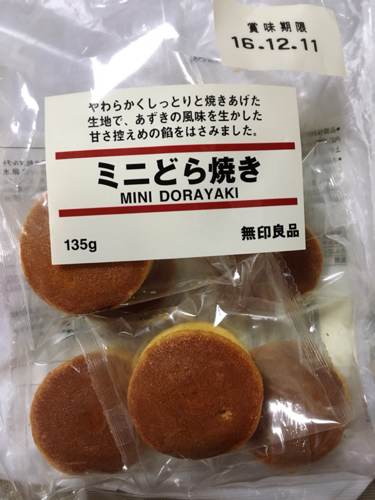 賞味期限
16.12.11
やわらかくしっとりと焼きあげた
生地で、あずきの風味を生かした
甘さ控えめの餡をはさみました。
ミニどら焼き
MINI DORAYAKI
135g
無印良品